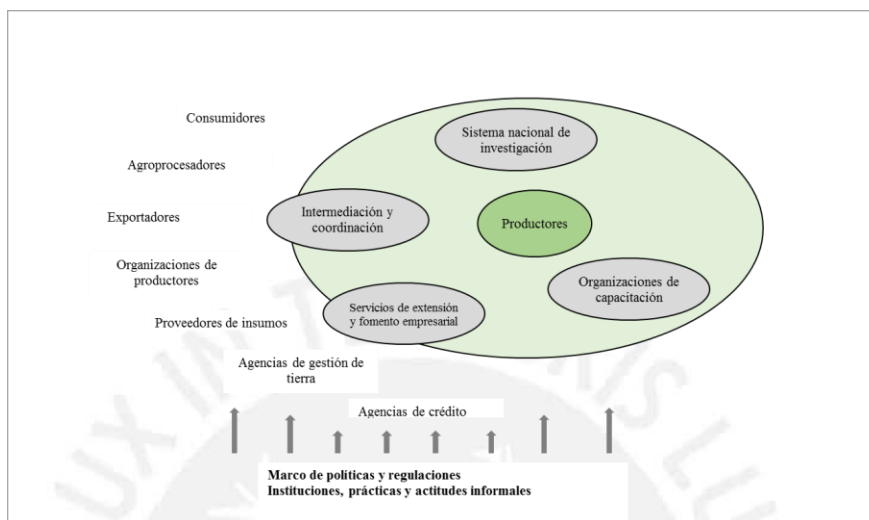 Consumidores
Sistema nacional de
investigación
Agroprocesadores
Exportadores
Intermediación y
coordinación
Productores
Organizaciones de
productores
Organizaciones de
capacitación
Proveedores de insumos
Servicios de extensión
y fomento empresarial
Agencias de gestión de
tierra
Agencias de crédito
Marco de políticas y regulaciones
Instituciones, prácticas y actitudes informales